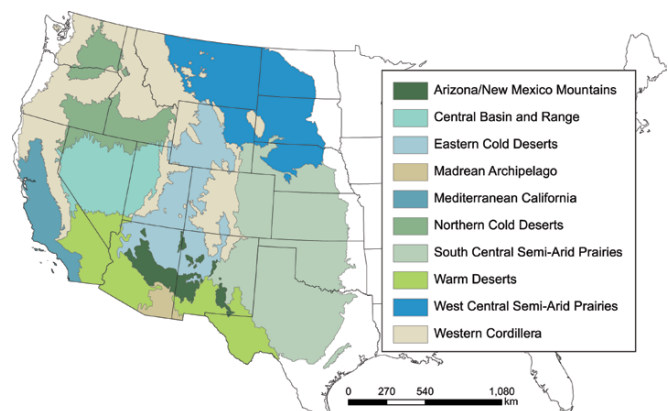 Arizona/New Mexico Mountains
Central Basin and Range
Eastern Cold Deserts
Madrean Archipelago
Mediterranean California
Northern Cold Deserts
South Central Semi-Arid Prairies
Warm Deserts
West Central Semi-Arid Prairies
Western Cordillera
0 270 540 1,080
km